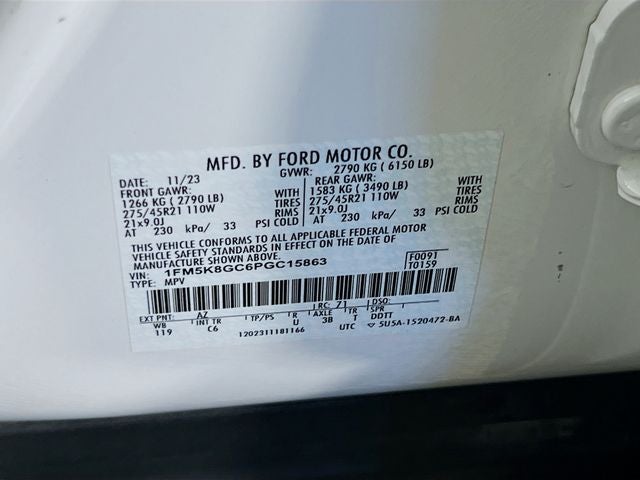 MFD. BY FORD MOTOR CO.
DATE: 11/23 GVWR: 2790 KG ( 6150 LB)
FRONT GAWR: REAR GAWR:
1266 KG ( 2790 LB) WITH 1583 KG ( 3490 LB) WITH
275/45R21 110W TIRES 275/45R21 110W TIRES
21x9.0J RIMS 21x9.0J RIMS
AT 230 kPa/ 33 PSI COLD AT 230 kPa/ 33 PSI COLD
THIS VEHICLE CONFORMS TO ALL APPLICABLE FEDERAL MOTOR
VEHICLE SAFETY STANDARDS IN EFFECT ON THE DATE OF
MANUFACTURE SHOWN ABOVE.
VIN: 1FM5K8GC6PGC15863 F0091
TYPE: MPV T0159
EXT PNT: AZ RC: 71 DSO:
WB INT TR TP/PS R AXLE TR SPR
119 C6 U 3B T DDTT
1202311181166 UTC 5U5A-1520472-BA